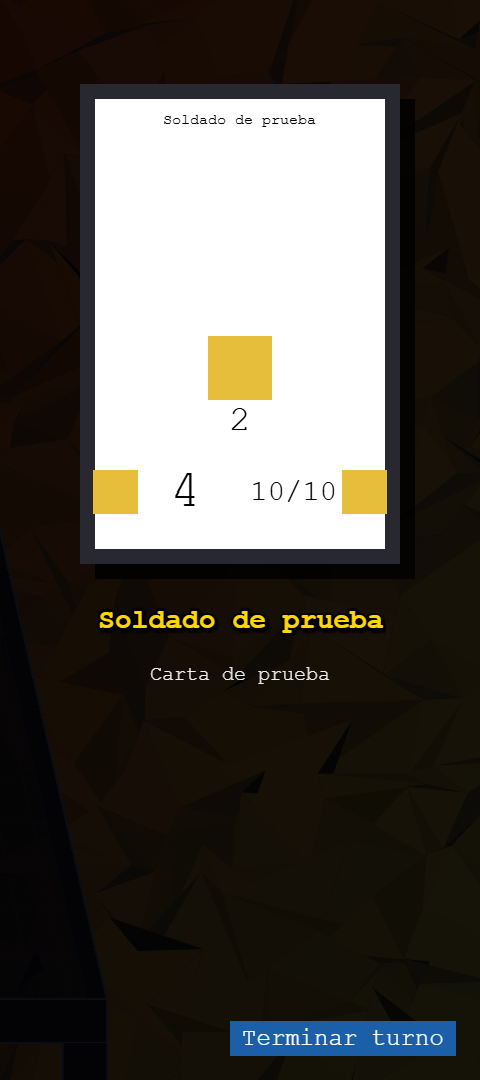 Soldado de prueba
2
4 10/10
Soldado de prueba
Carta de prueba
Terminar turno